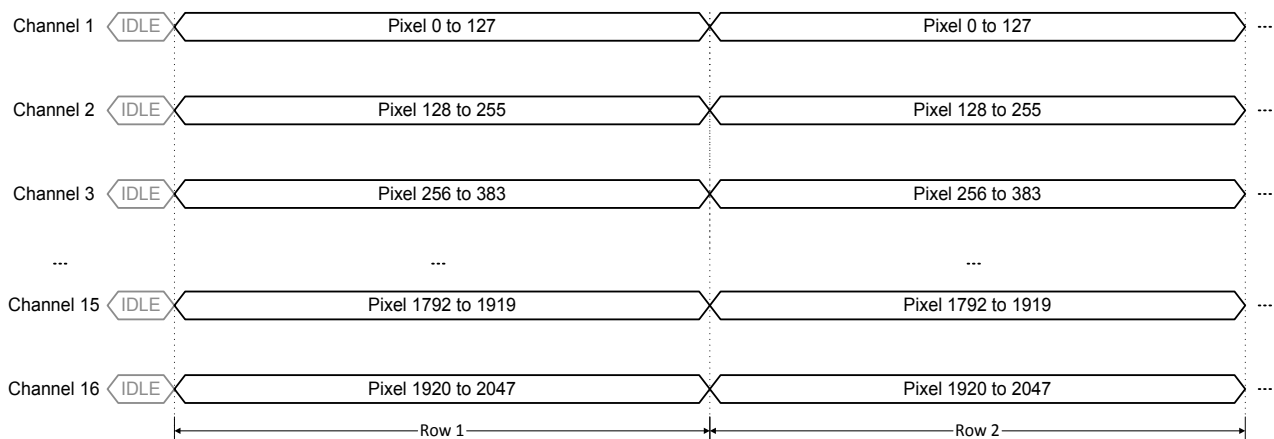 Channel 1 IDLE Pixel 0 to 127 Pixel 0 to 127 ...
Channel 2 IDLE Pixel 128 to 255 Pixel 128 to 255 ...
Channel 3 IDLE Pixel 256 to 383 Pixel 256 to 383 ...
... ... ...
Channel 15 IDLE Pixel 1792 to 1919 Pixel 1792 to 1919 ...
Channel 16 IDLE Pixel 1920 to 2047 Pixel 1920 to 2047 ...
Row 1 Row 2